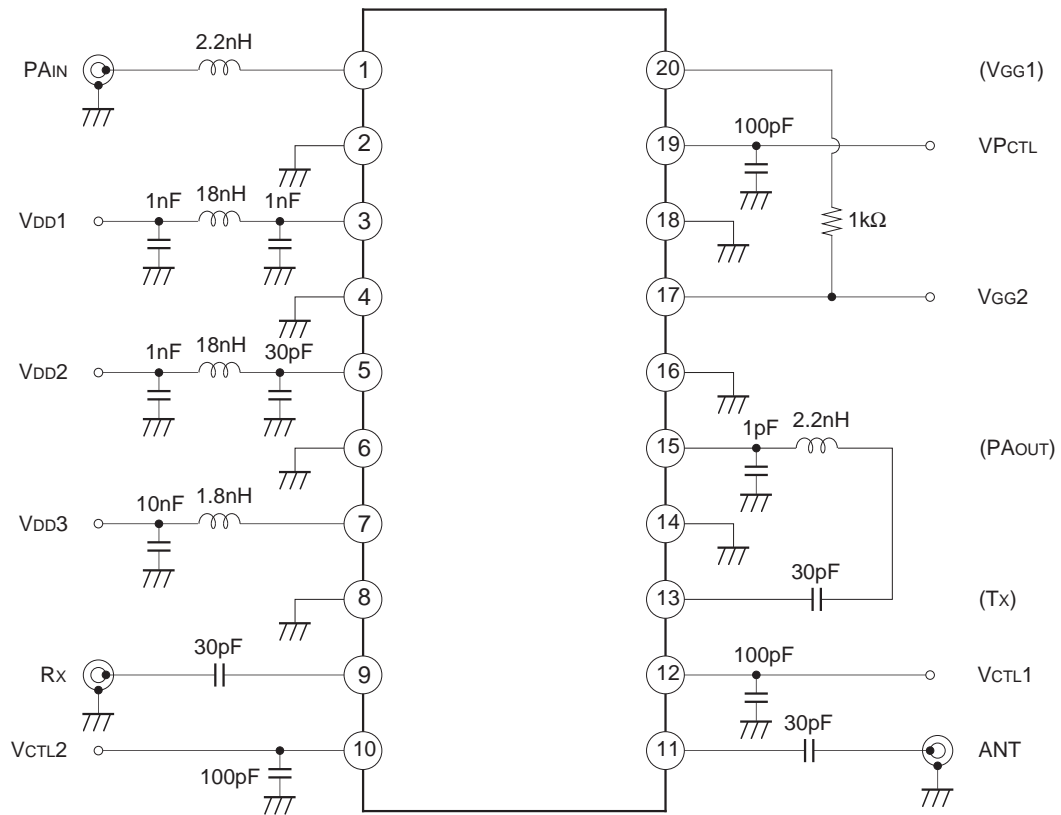 2.2nH
PAIN
1
20
(VGG1)
2
19
100pF
VPCTL
VDD1
1nF
18nH
1nF
3
18
1kΩ
4
17
VGG2
VDD2
1nF
18nH
30pF
5
16
6
15
1pF
2.2nH
(PAOUT)
VDD3
10nF
1.8nH
7
14
8
13
30pF
(TX)
RX
30pF
9
12
100pF
VCTL1
VCTL2
100pF
10
11
30pF
ANT